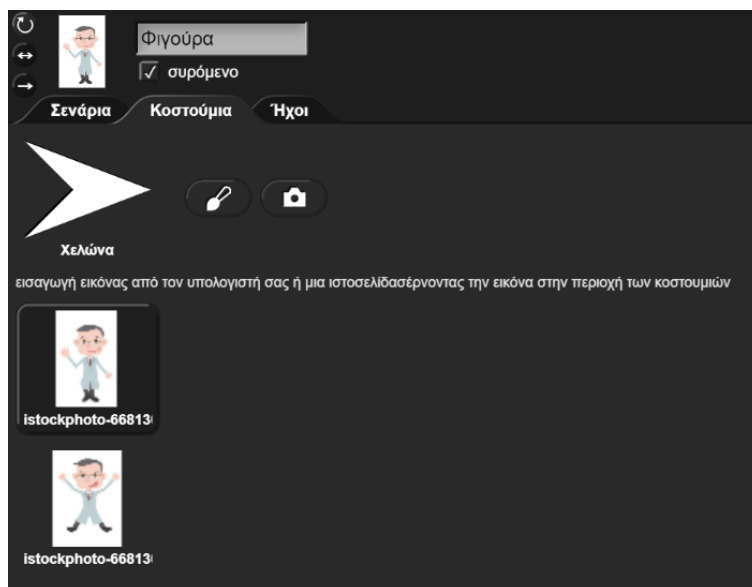 Φιγούρα
συρόμενο
Σενάρια Κοστούμια Ήχοι
Χελώνα
εισαγωγή εικόνας από τον υπολογιστή σας ή μια ιστοσελίδασέρνοντας την εικόνα στην περιοχή των κοστουμιών
istockphoto-66813
istockphoto-66813